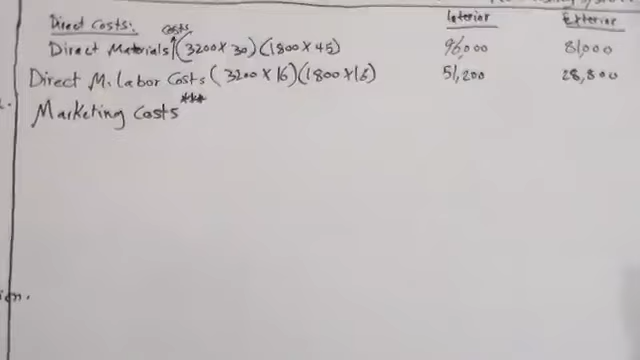 Direct Costs: Interior Exterior
Direct Materials costs (3200 x 30) (1800 x 45) 96,000 81,000
Direct M. labor Costs (3200 x 16) (1800 x 16) 51,200 28,800
Marketing Costs ***